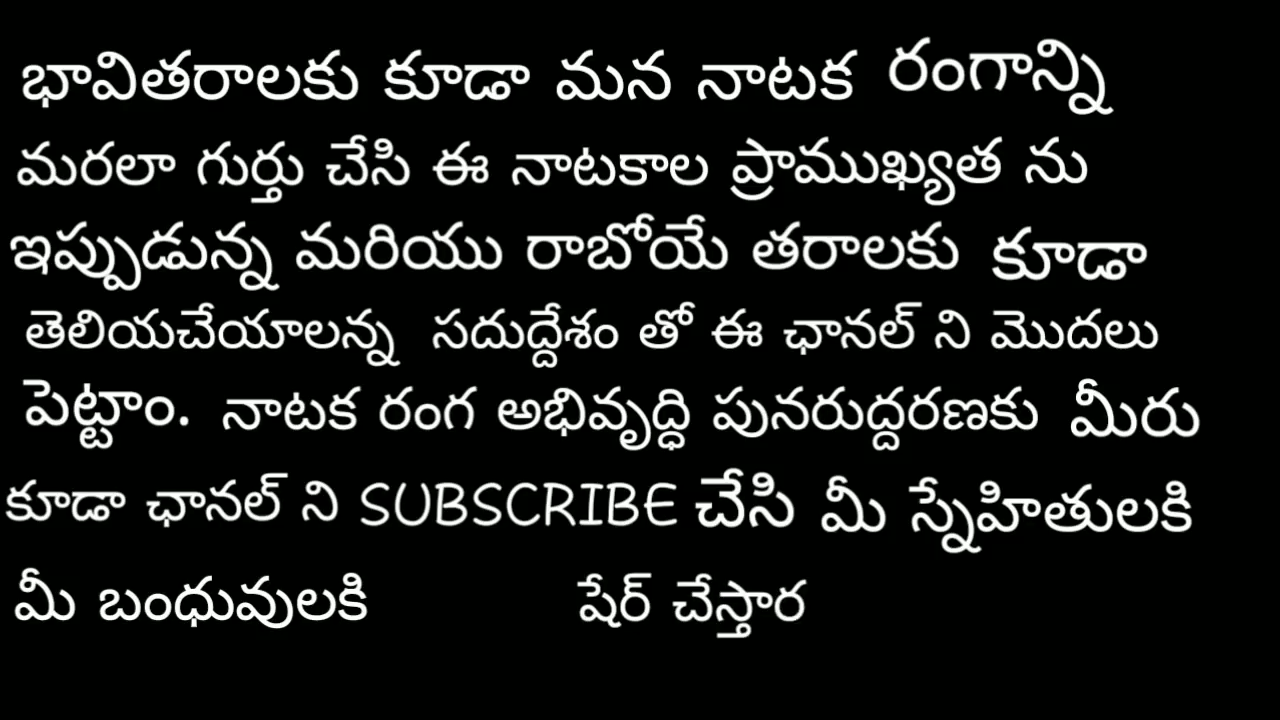 భావితరాలకు కూడా మన నాటక రంగాన్ని
మరలా గుర్తు చేసి ఈ నాటకాల ప్రాముఖ్యత ను
ఇప్పుడున్న మరియు రాబోయే తరాలకు కూడా
తెలియచేయాలన్న సదుద్దేశం తో ఈ ఛానల్ ని మొదలు
పెట్టాం. నాటక రంగ అభివృద్ధి పునరుద్దరణకు మీరు
కూడా ఛానల్ ని SUBSCRIBE చేసి మీ స్నేహితులకి
మీ బంధువులకి షేర్ చేస్తార